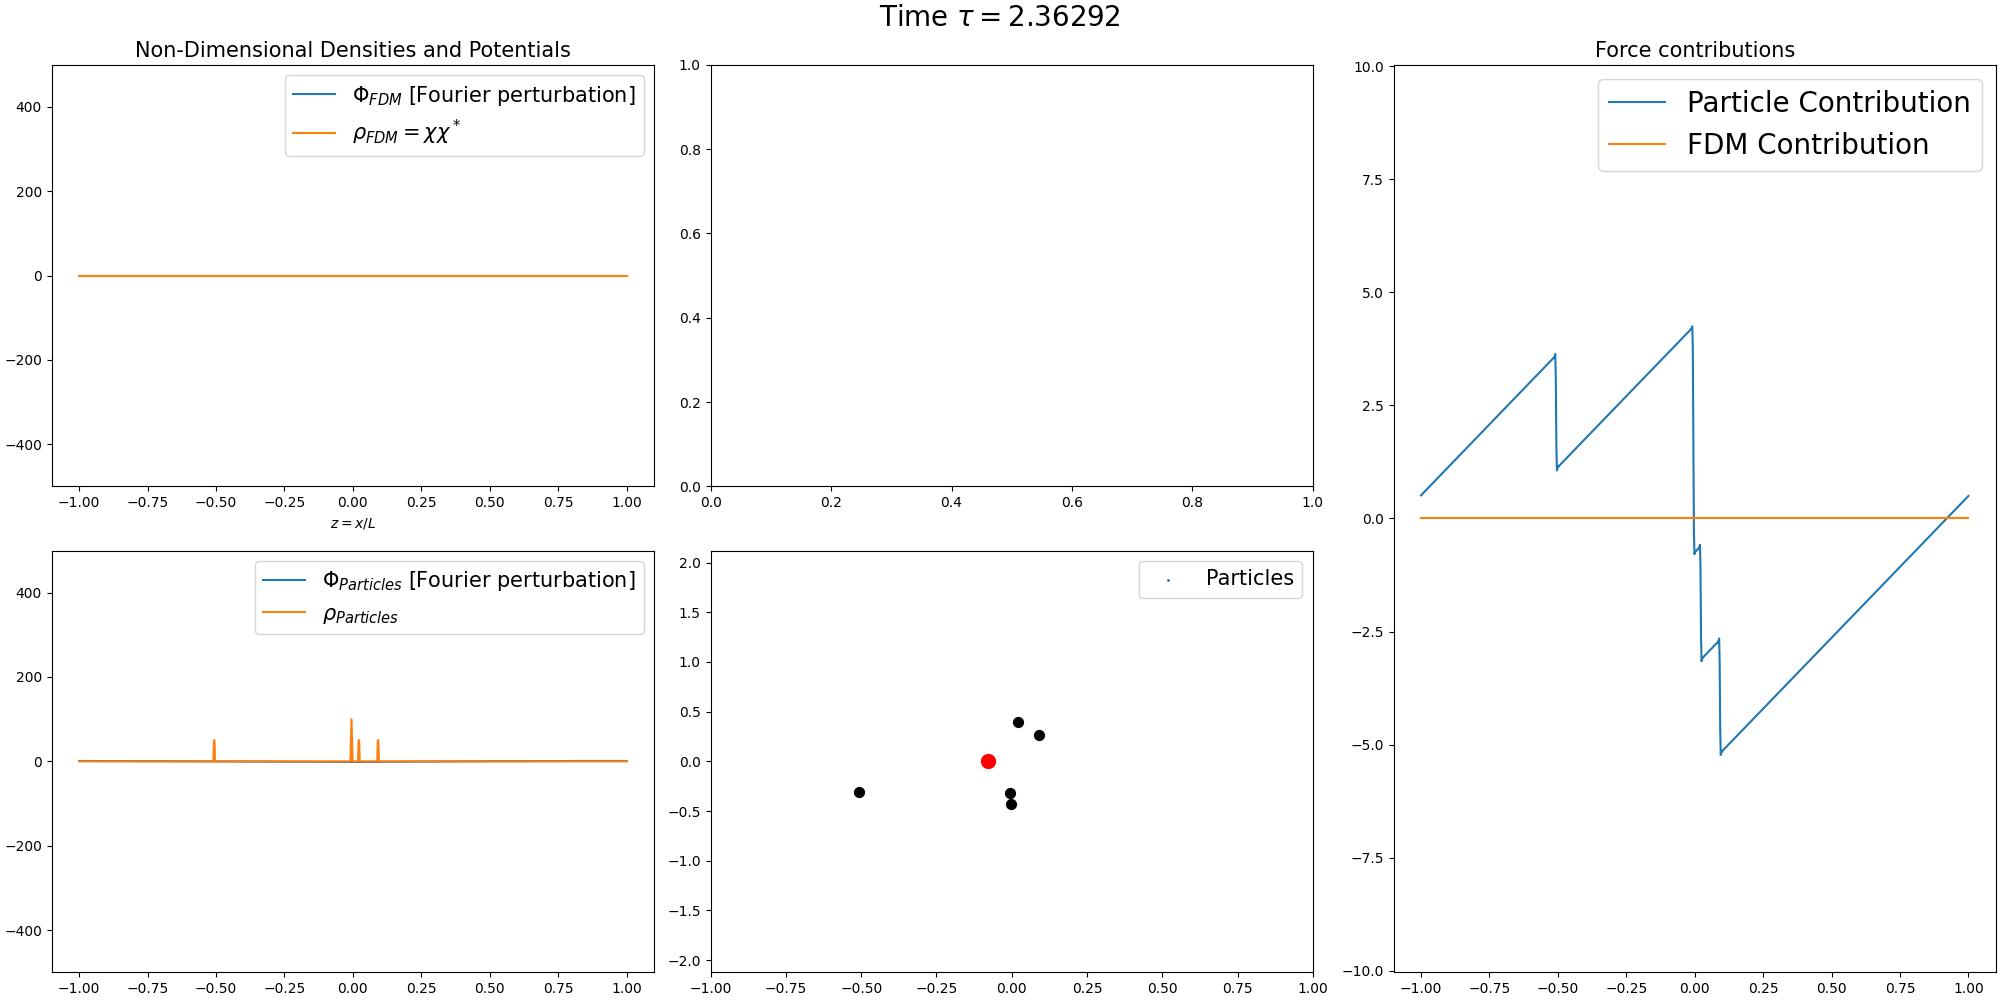 Time τ = 2.36292
Non-Dimensional Densities and Potentials
Φ_FDM [Fourier perturbation]
ρ_FDM = χχ*
400
200
0
−200
−400
−1.00 −0.75 −0.50 −0.25 0.00 0.25 0.50 0.75 1.00
z = x/L
1.0
0.8
0.6
0.4
0.2
0.0
0.0 0.2 0.4 0.6 0.8 1.0
Φ_Particles [Fourier perturbation]
ρ_Particles
400
200
0
−200
−400
−1.00 −0.75 −0.50 −0.25 0.00 0.25 0.50 0.75 1.00
Particles
2.0
1.5
1.0
0.5
0.0
−0.5
−1.0
−1.5
−2.0
−1.00 −0.75 −0.50 −0.25 0.00 0.25 0.50 0.75 1.00
Force contributions
Particle Contribution
FDM Contribution
10.0
7.5
5.0
2.5
0.0
−2.5
−5.0
−7.5
−10.0
−1.00 −0.75 −0.50 −0.25 0.00 0.25 0.50 0.75 1.00